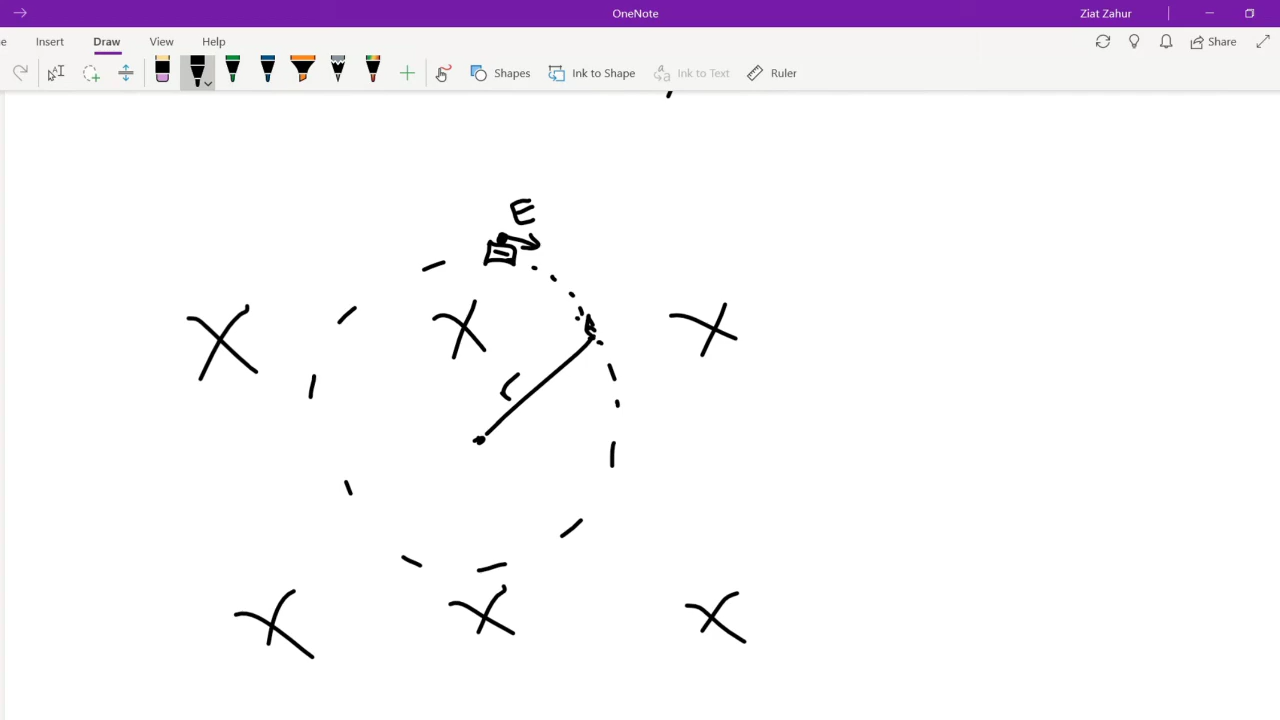 OneNote
Ziat Zahur
Insert Draw View Help
Share
Shapes Ink to Shape Ink to Text Ruler
E
X X X
r
X X X